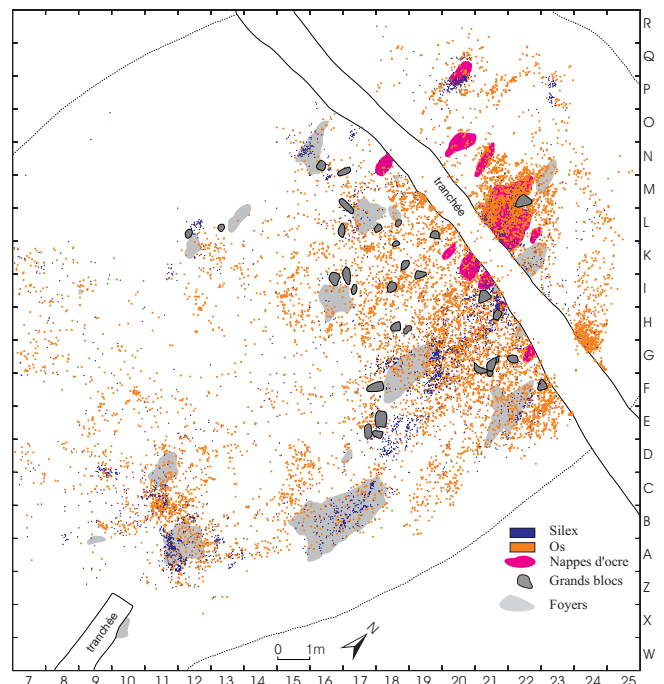 R
Q
P
O
N
M
L
K
I
H
G
F
E
D
C
B
A
Z
X
W
tranchée
Silex
Os
Nappes d'ocre
Grands blocs
Foyers
tranchée
N
0 1m
7 8 9 10 11 12 13 14 15 16 17 18 19 20 21 22 23 24 25